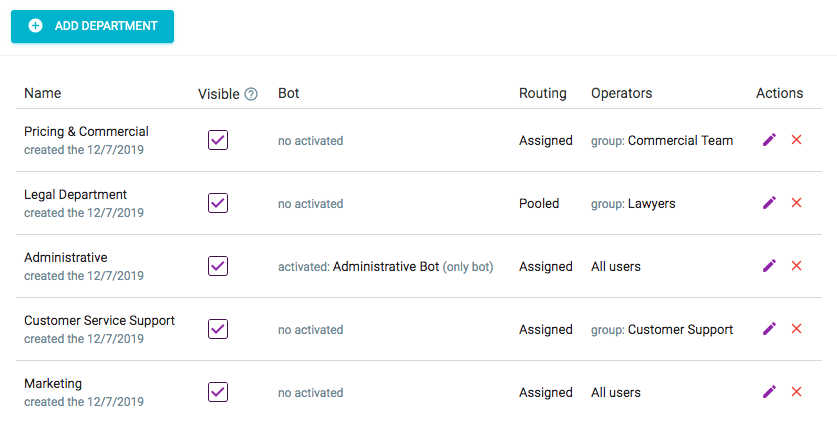 ADD DEPARTMENT
Name Visible Bot Routing Operators Actions
Pricing & Commercial
created the 12/7/2019
no activated Assigned group: Commercial Team
Legal Department
created the 12/7/2019
no activated Pooled group: Lawyers
Administrative
created the 12/7/2019
activated: Administrative Bot (only bot) Assigned All users
Customer Service Support
created the 12/7/2019
no activated Assigned group: Customer Support
Marketing
created the 12/7/2019
no activated Assigned All users